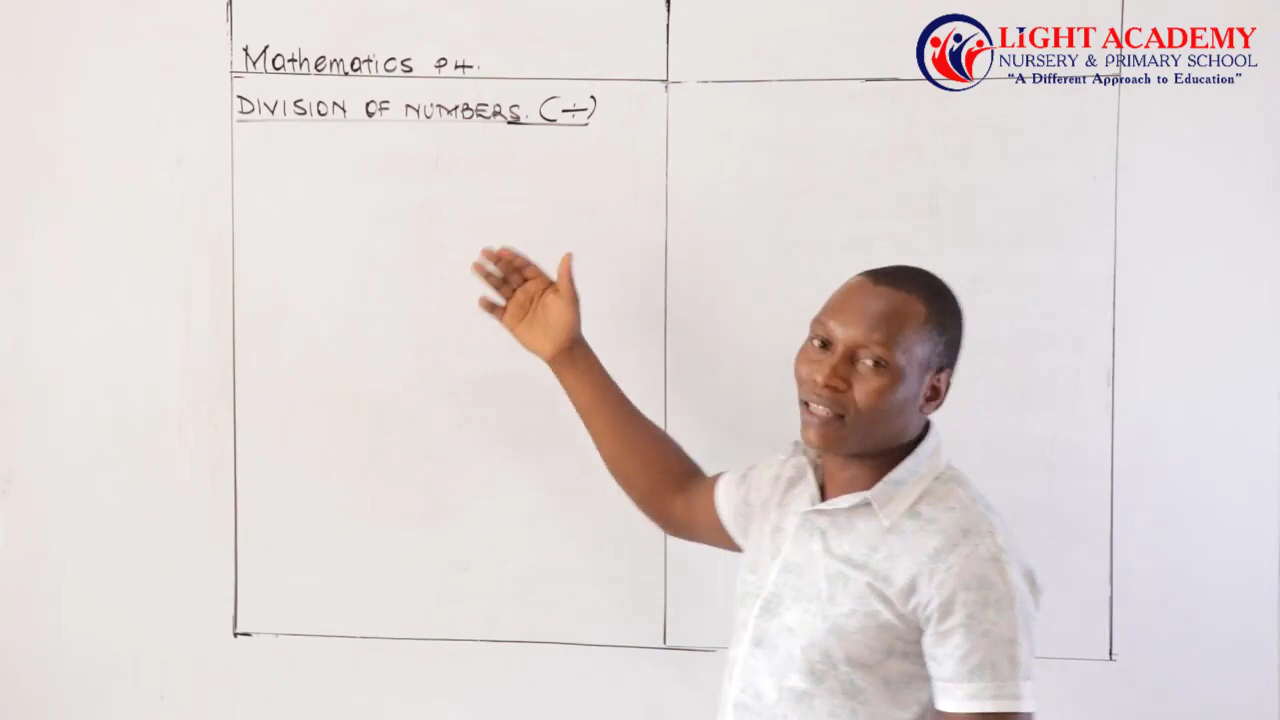 Mathematics P4.
DIVISION OF NUMBERS. (÷)
LiGHT ACADEMY
NURSERY & PRIMARY SCHOOL
"A Different Approach to Education"